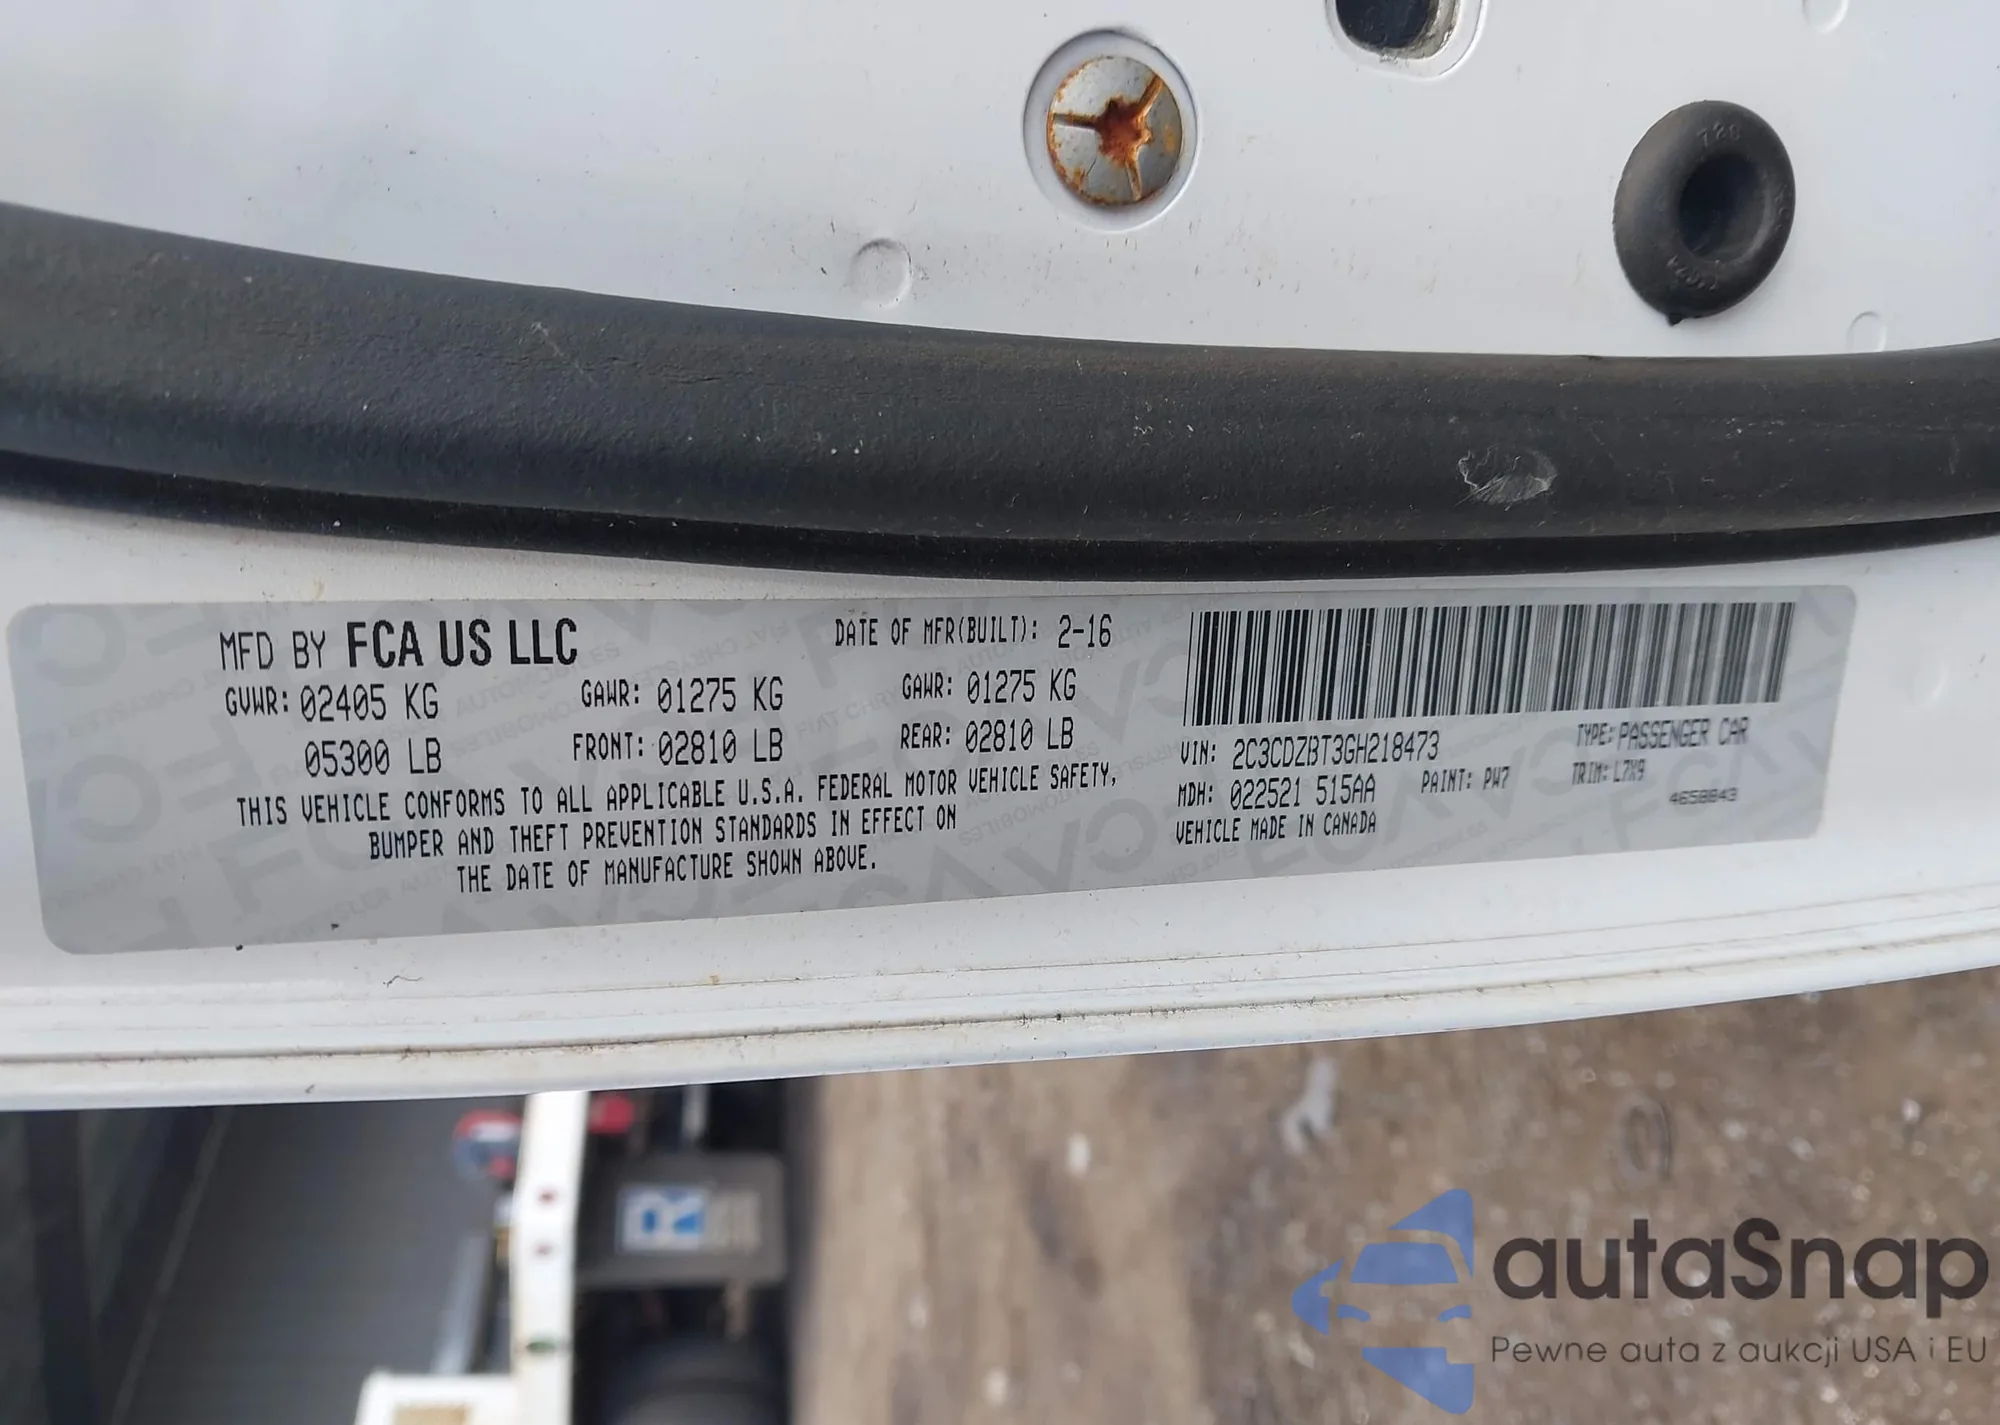 MFD BY FCA US LLC DATE OF MFR(BUILT): 2-16
GVWR: 02405 KG GAWR: 01275 KG GAWR: 01275 KG
05300 LB FRONT: 02810 LB REAR: 02810 LB
THIS VEHICLE CONFORMS TO ALL APPLICABLE U.S.A. FEDERAL MOTOR VEHICLE SAFETY,
BUMPER AND THEFT PREVENTION STANDARDS IN EFFECT ON
THE DATE OF MANUFACTURE SHOWN ABOVE.
VIN: 2C3CDZBT3GH218473 TYPE: PASSENGER CAR
MDH: 022521 515AA PAINT: PW7 TRIM: L7X9
VEHICLE MADE IN CANADA 4658843
R
autaSnap
Pewne auta z aukcji USA i EU